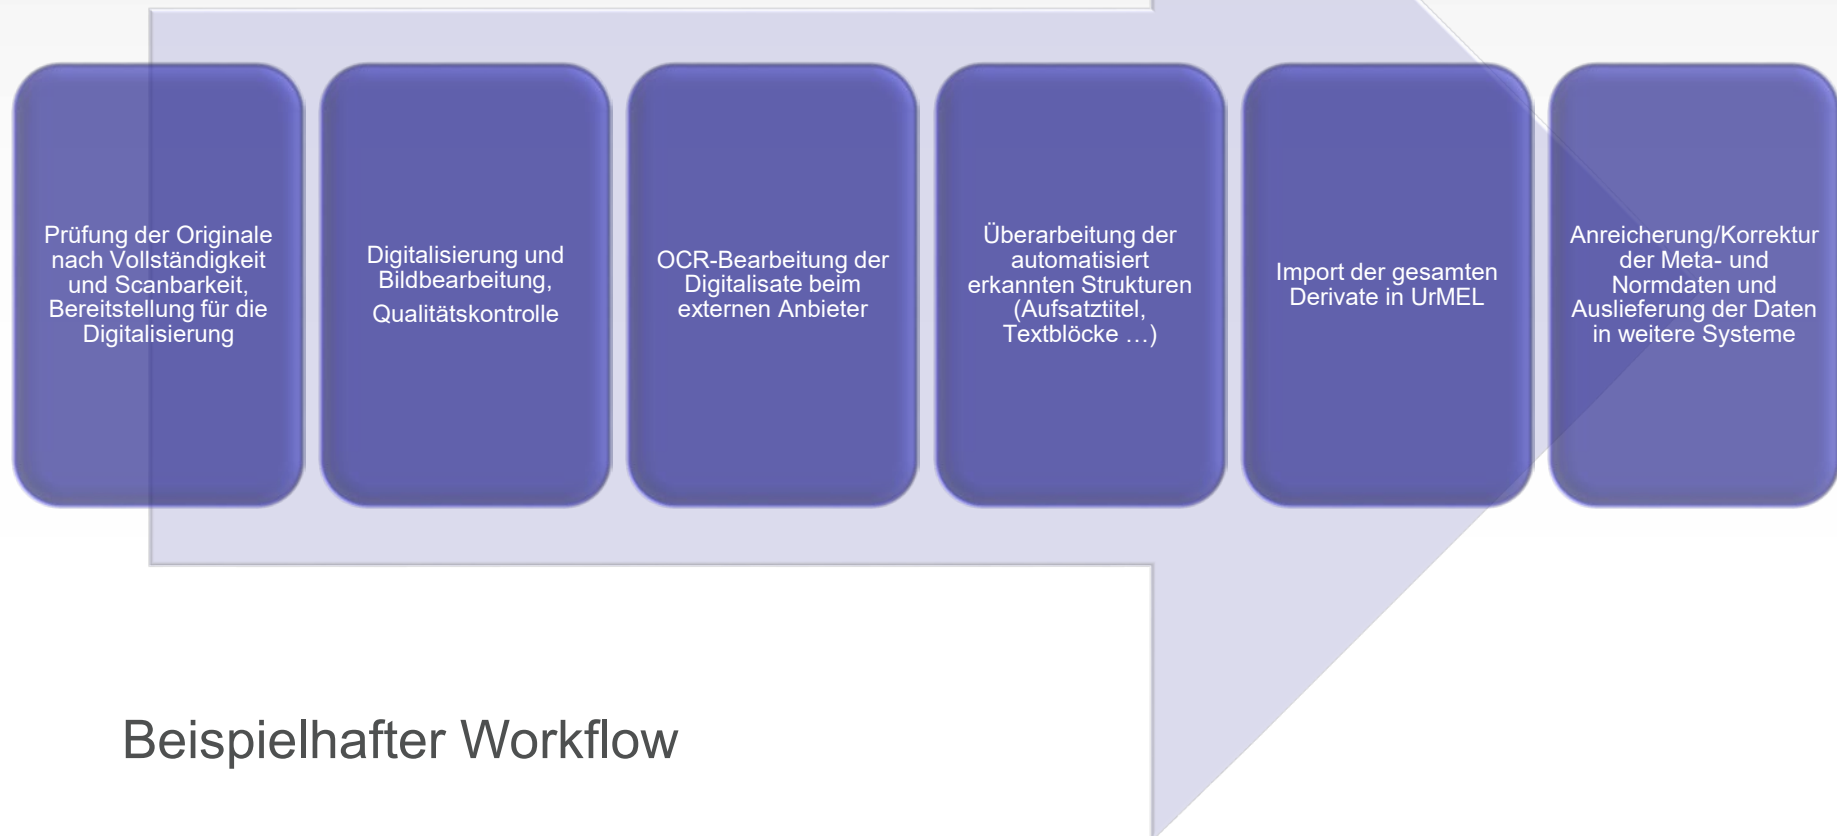 Prüfung der Originale
nach Vollständigkeit
und Scanbarkeit,
Bereitstellung für die
Digitalisierung
Digitalisierung und
Bildbearbeitung,
Qualitätskontrolle
OCR-Bearbeitung der
Digitalisate beim
externen Anbieter
Überarbeitung der
automatisiert
erkannten Strukturen
(Aufsatztitel,
Textblöcke …)
Import der gesamten
Derivate in UrMEL
Anreicherung/Korrektur
der Meta- und
Normdaten und
Auslieferung der Daten
in weitere Systeme
Beispielhafter Workflow